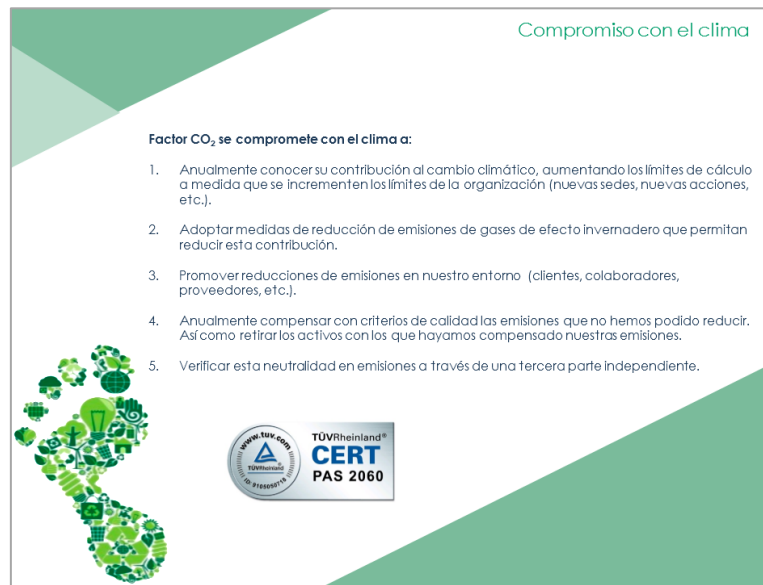 Compromiso con el clima
Factor CO₂ se compromete con el clima a:
1. Anualmente conocer su contribución al cambio climático, aumentando los límites de cálculo
a medida que se incrementen los límites de la organización (nuevas sedes, nuevas acciones,
etc.).
2. Adoptar medidas de reducción de emisiones de gases de efecto invernadero que permitan
reducir esta contribución.
3. Promover reducciones de emisiones en nuestro entorno (clientes, colaboradores,
proveedores, etc.).
4. Anualmente compensar con criterios de calidad las emisiones que no hemos podido reducir.
Así como retirar los activos con los que hayamos compensado nuestras emisiones.
5. Verificar esta neutralidad en emisiones a través de una tercera parte independiente.
www.tuv.com
TÜVRheinland
TÜVRheinland®
CERT
PAS 2060